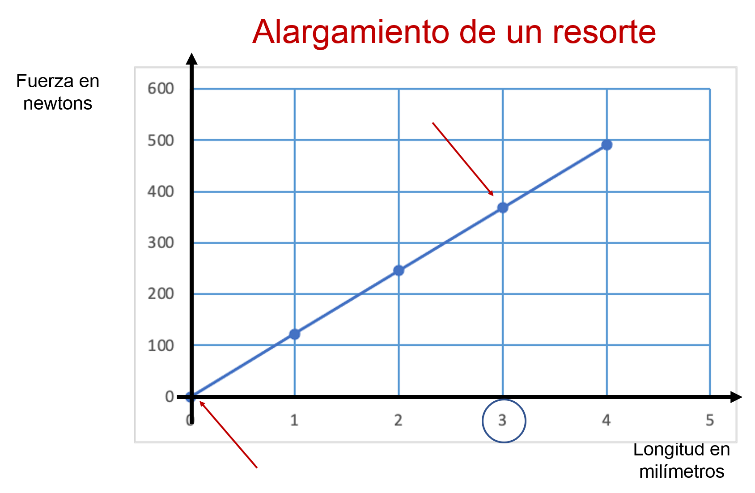 Alargamiento de un resorte
Fuerza en
newtons
600
500
400
300
200
100
0
0 1 2 3 4 5
Longitud en
milímetros